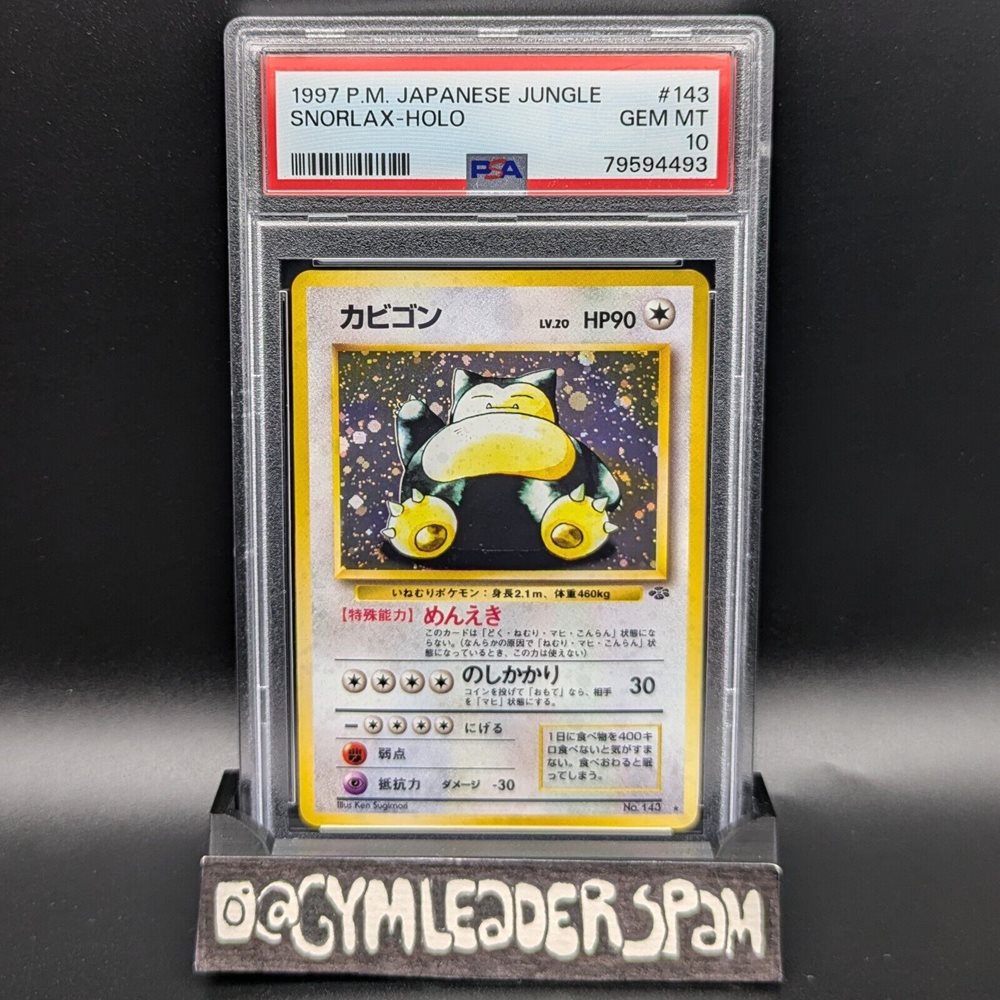 1997 P.M. JAPANESE JUNGLE #143
SNORLAX-HOLO GEM MT
10
PSA 79594493
カビゴン LV.20 HP90
いねむりポケモン：身長2.1m、体重460kg
【特殊能力】めんえき
このカードは「どく・ねむり・マヒ・こんらん」状態にな
らない。（なんらかの原因で「ねむり・マヒ・こんらん」状
態になっているとき、この力は使えない）
のしかかり 30
コインを投げて「おもて」なら、相手
を「マヒ」状態にする。
にげる
弱点
抵抗力 ダメージ -30
1日に食べ物を400キ
ロ食べないと気がすま
ない。食べおわると眠
ってしまう。
Illus. Ken Sugimori No. 143 ★
@GYMLEADERSPAM